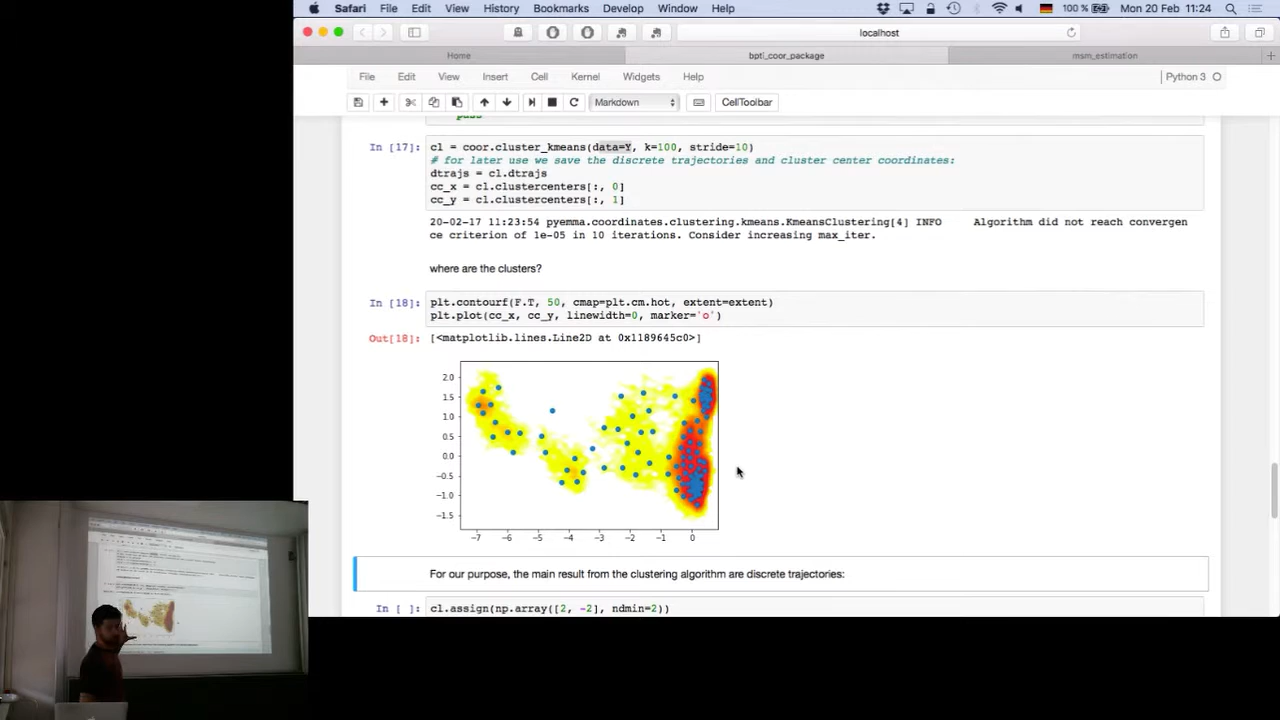 Safari File Edit View History Bookmarks Develop Window Help 100 % Mon 20 Feb 11:24
localhost
Home bpti_coor_package msm_estimation
File Edit View Insert Cell Kernel Widgets Help Python 3
Markdown CellToolbar
pass
In [17]: cl = coor.cluster_kmeans(data=Y, k=100, stride=10)
# for later use we save the discrete trajectories and cluster center coordinates:
dtrajs = cl.dtrajs
cc_x = cl.clustercenters[:, 0]
cc_y = cl.clustercenters[:, 1]
20-02-17 11:23:54 pyemma.coordinates.clustering.kmeans.KmeansClustering[4] INFO Algorithm did not reach convergen
ce criterion of 1e-05 in 10 iterations. Consider increasing max_iter.
where are the clusters?
In [18]: plt.contourf(F.T, 50, cmap=plt.cm.hot, extent=extent)
plt.plot(cc_x, cc_y, linewidth=0, marker='o')
Out[18]: [<matplotlib.lines.Line2D at 0x1189645c0>]
2.0
1.5
1.0
0.5
0.0
−0.5
−1.0
−1.5
−7 −6 −5 −4 −3 −2 −1 0
For our purpose, the main result from the clustering algorithm are discrete trajectories:
In [ ]: cl.assign(np.array([2, -2], ndmin=2))